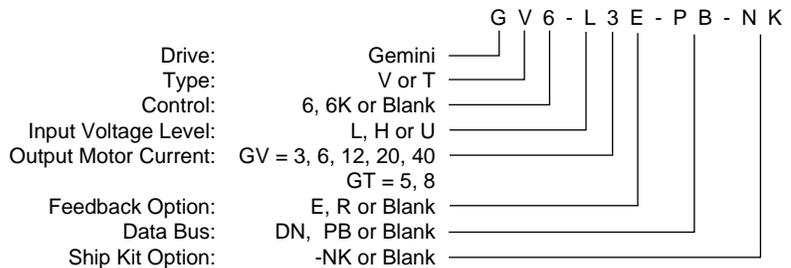 G V 6 - L 3 E - P B - N K
Drive: Gemini
Type: V or T
Control: 6, 6K or Blank
Input Voltage Level: L, H or U
Output Motor Current: GV = 3, 6, 12, 20, 40
GT = 5, 8
Feedback Option: E, R or Blank
Data Bus: DN, PB or Blank
Ship Kit Option: -NK or Blank